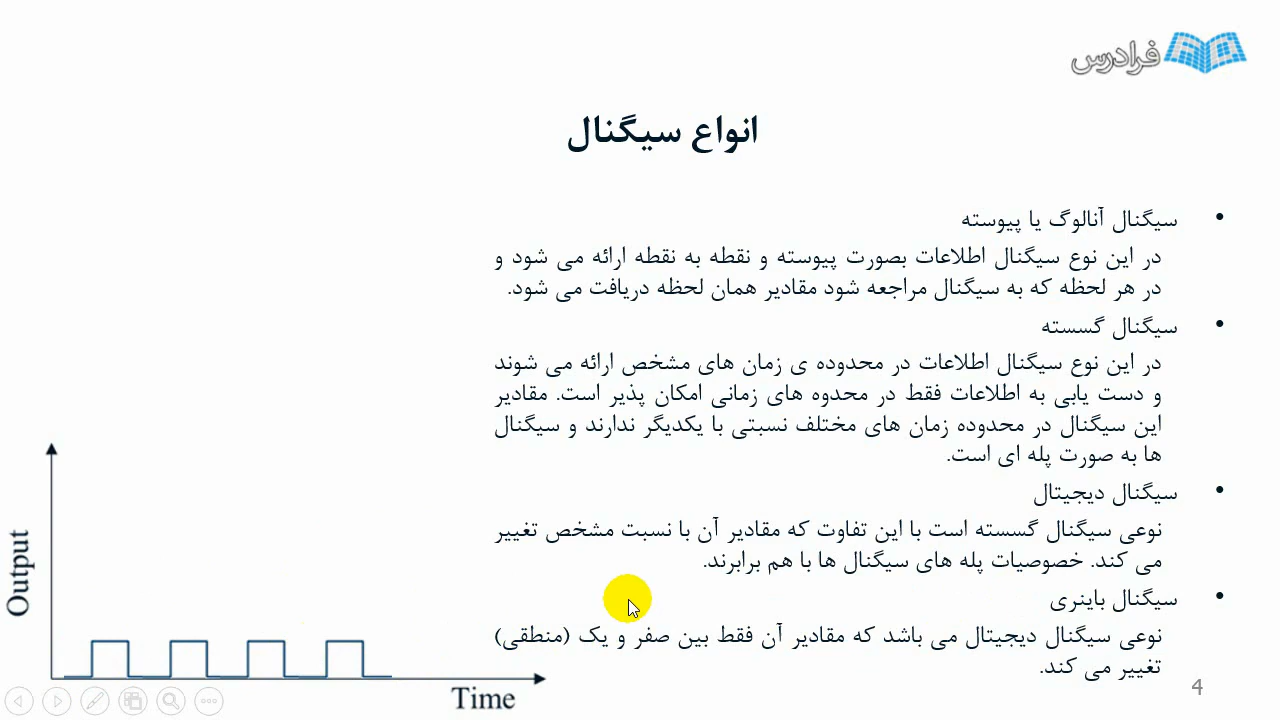 فرادرس
انواع سیگنال
• سیگنال آنالوگ یا پیوسته
در این نوع سیگنال اطلاعات بصورت پیوسته و نقطه به نقطه ارائه می شود و
در هر لحظه که به سیگنال مراجعه شود مقادیر همان لحظه دریافت می شود.
• سیگنال گسسته
در این نوع سیگنال اطلاعات در محدوده ی زمان های مشخص ارائه می شوند
و دست یابی به اطلاعات فقط در محدوه های زمانی امکان پذیر است. مقادیر
این سیگنال در محدوده زمان های مختلف نسبتی با یکدیگر ندارند و سیگنال
ها به صورت پله ای است.
• سیگنال دیجیتال
نوعی سیگنال گسسته است با این تفاوت که مقادیر آن با نسبت مشخص تغییر
می کند. خصوصیات پله های سیگنال ها با هم برابرند.
• سیگنال باینری
نوعی سیگنال دیجیتال می باشد که مقادیر آن فقط بین صفر و یک (منطقی)
تغییر می کند.
Output
Time
4